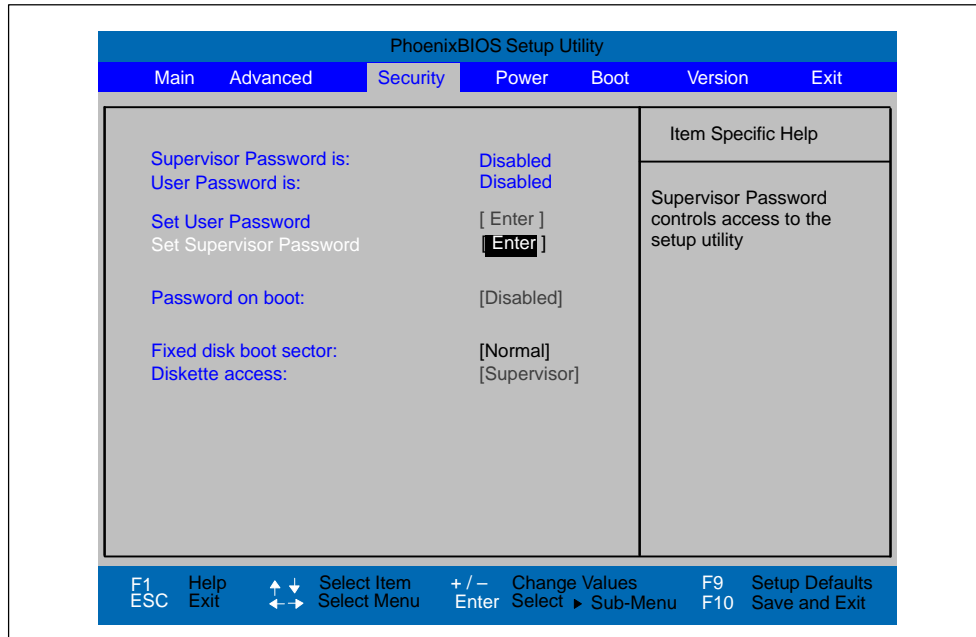 PhoenixBIOS Setup Utility
Main Advanced Security Power Boot Version Exit
Item Specific Help
Supervisor Password is: Disabled
User Password is: Disabled
Set User Password [ Enter ]
Set Supervisor Password [ Enter ]
Password on boot: [Disabled]
Fixed disk boot sector: [Normal]
Diskette access: [Supervisor]
Supervisor Password
controls access to the
setup utility
F1 Help Select Item + / – Change Values F9 Setup Defaults
ESC Exit Select Menu Enter Select Sub-Menu F10 Save and Exit